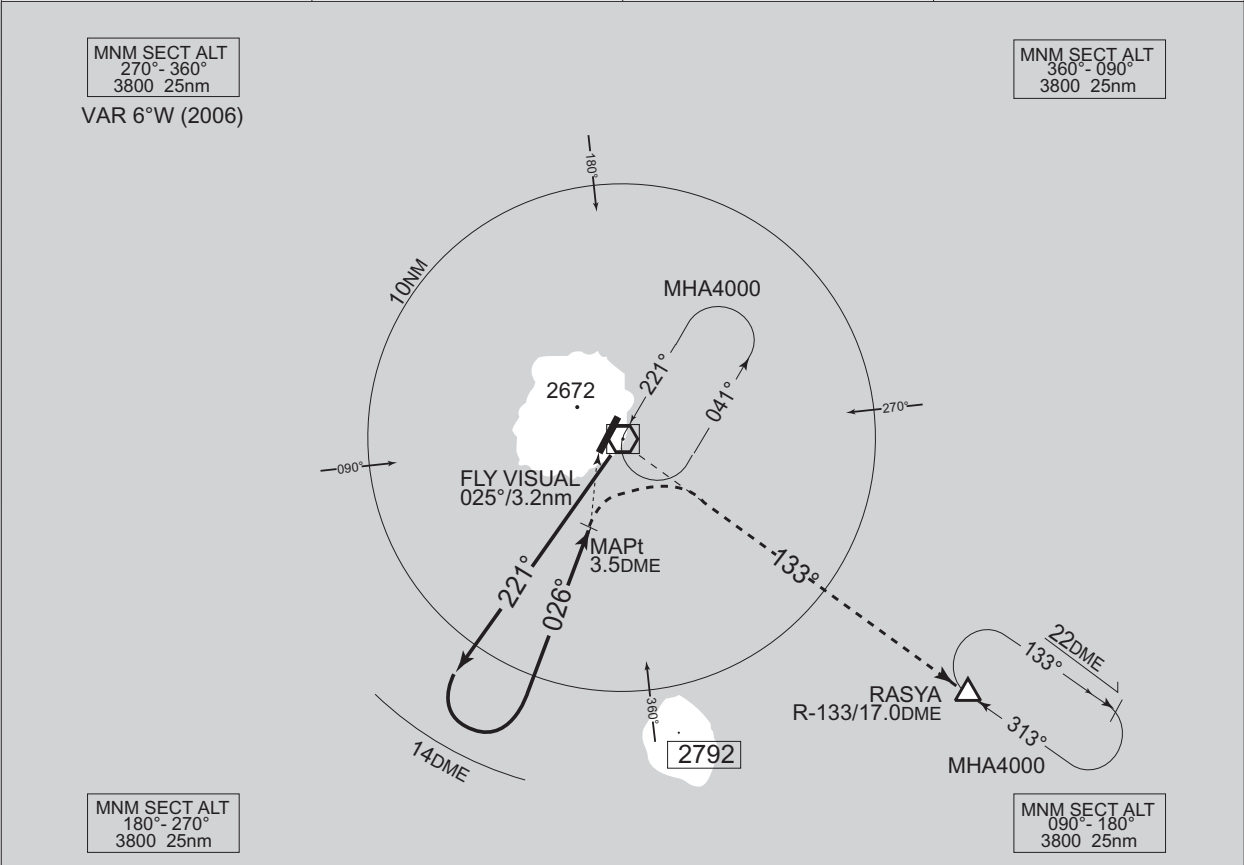 MNM SECT ALT
270°- 360°
3800 25nm
MNM SECT ALT
360°- 090°
3800 25nm
VAR 6°W (2006)
180°
10NM
MHA4000
221°
041°
2672
270°
090°
FLY VISUAL
025°/3.2nm
MAPt
3.5DME
133°
221°
026°
22DME
133°
RASYA
R-133/17.0DME
313°
MHA4000
360°
2792
14DME
MNM SECT ALT
180°- 270°
3800 25nm
MNM SECT ALT
090°- 180°
3800 25nm